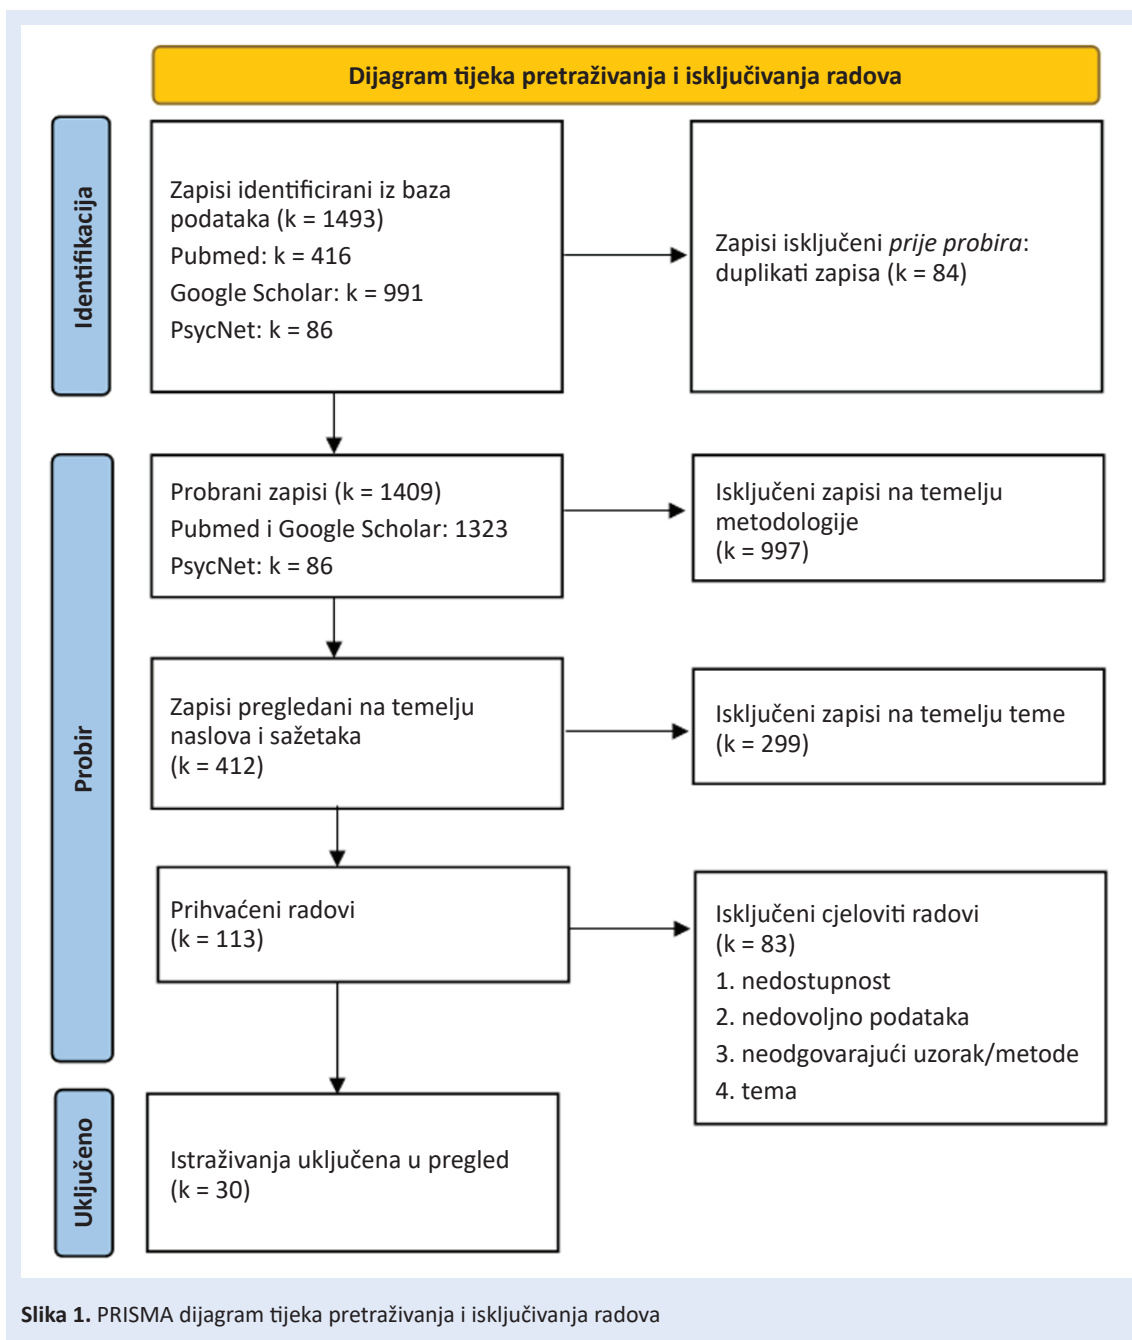 Dijagram tijeka pretraživanja i isključivanja radova
Identifikacija
Zapisi identificirani iz baza
podataka (k = 1493)
Pubmed: k = 416
Google Scholar: k = 991
PsycNet: k = 86
Zapisi isključeni prije probira:
duplikati zapisa (k = 84)
Probir
Probrani zapisi (k = 1409)
Pubmed i Google Scholar: 1323
PsycNet: k = 86
Isključeni zapisi na temelju
metodologije
(k = 997)
Zapisi pregledani na temelju
naslova i sažetaka
(k = 412)
Isključeni zapisi na temelju teme
(k = 299)
Prihvaćeni radovi
(k = 113)
Isključeni cjeloviti radovi
(k = 83)
1. nedostupnost
2. nedovoljno podataka
3. neodgovarajući uzorak/metode
4. tema
Uključeno
Istraživanja uključena u pregled
(k = 30)
Slika 1. PRISMA dijagram tijeka pretraživanja i isključivanja radova